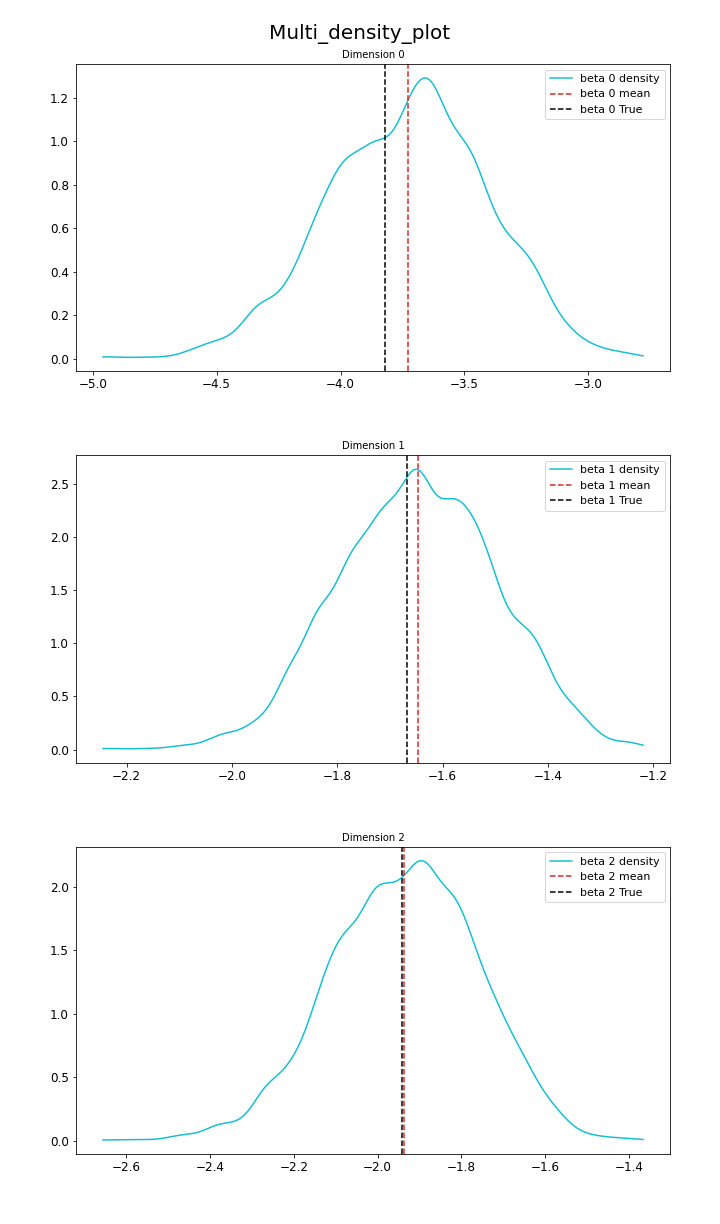 Multi_density_plot
Dimension 0
beta 0 density
beta 0 mean
beta 0 True
1.2
1.0
0.8
0.6
0.4
0.2
0.0
−5.0 −4.5 −4.0 −3.5 −3.0
Dimension 1
beta 1 density
beta 1 mean
beta 1 True
2.5
2.0
1.5
1.0
0.5
0.0
−2.2 −2.0 −1.8 −1.6 −1.4 −1.2
Dimension 2
beta 2 density
beta 2 mean
beta 2 True
2.0
1.5
1.0
0.5
0.0
−2.6 −2.4 −2.2 −2.0 −1.8 −1.6 −1.4